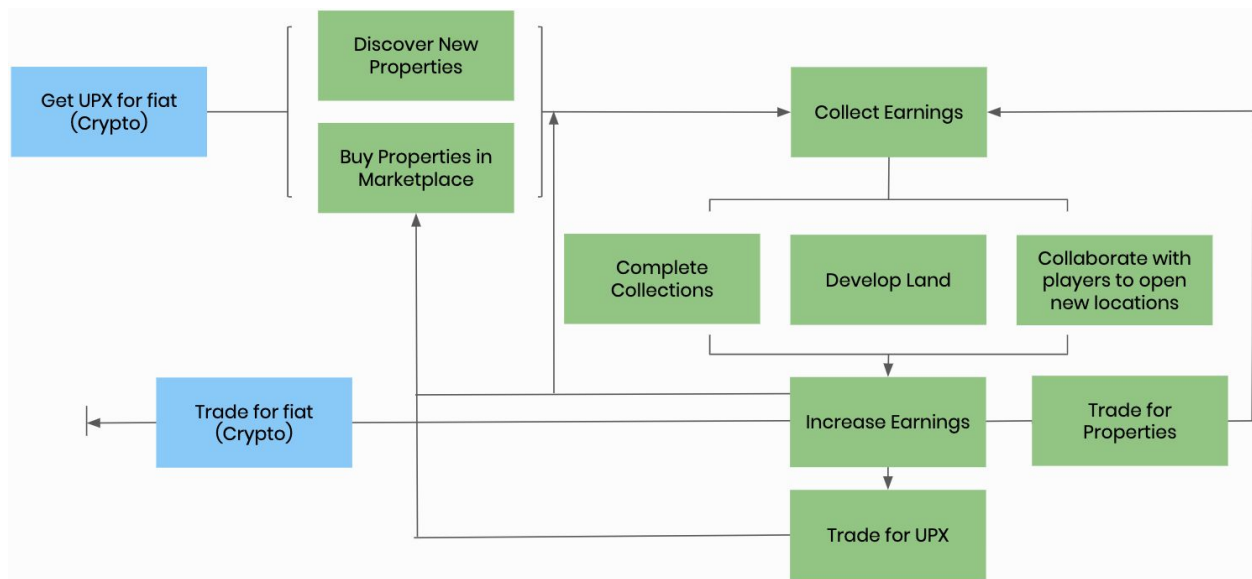 Discover New
Properties
Get UPX for fiat
(Crypto)
Buy Properties in
Marketplace
Collect Earnings
Complete
Collections
Develop Land
Collaborate with
players to open
new locations
Trade for fiat
(Crypto)
Increase Earnings
Trade for
Properties
Trade for UPX